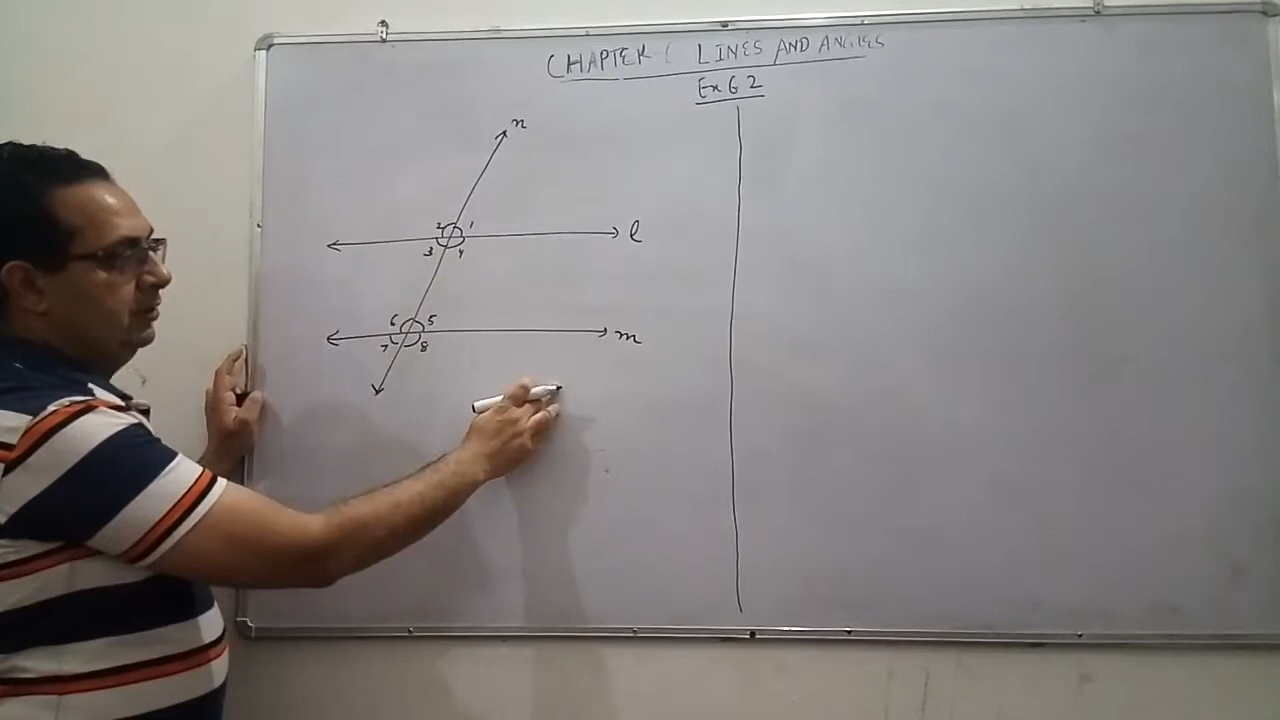 CHAPTER 6 LINES AND ANGLES
Ex 6 2
n
2 1
l
3 4
6 5
m
7 8